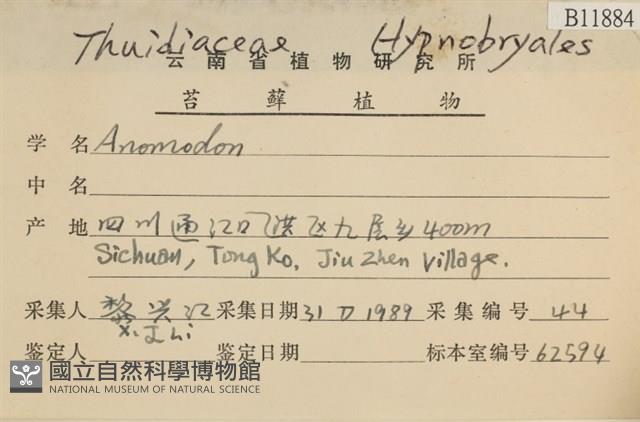 B11884
Thuidiaceae Hypnobryales
云南省植物研究所
苔藓植物
学名 Anomodon
中名
产地 四川通江 洪区九层乡400m
Sichuan, Tong Ko, Jiu Zhen Village.
采集人 黎兴江 采集日期 31 1989 采集编号 44
X. J Li
鉴定人 鉴定日期 标本室编号 62594
國立自然科學博物館
NATIONAL MUSEUM OF NATURAL SCIENCE